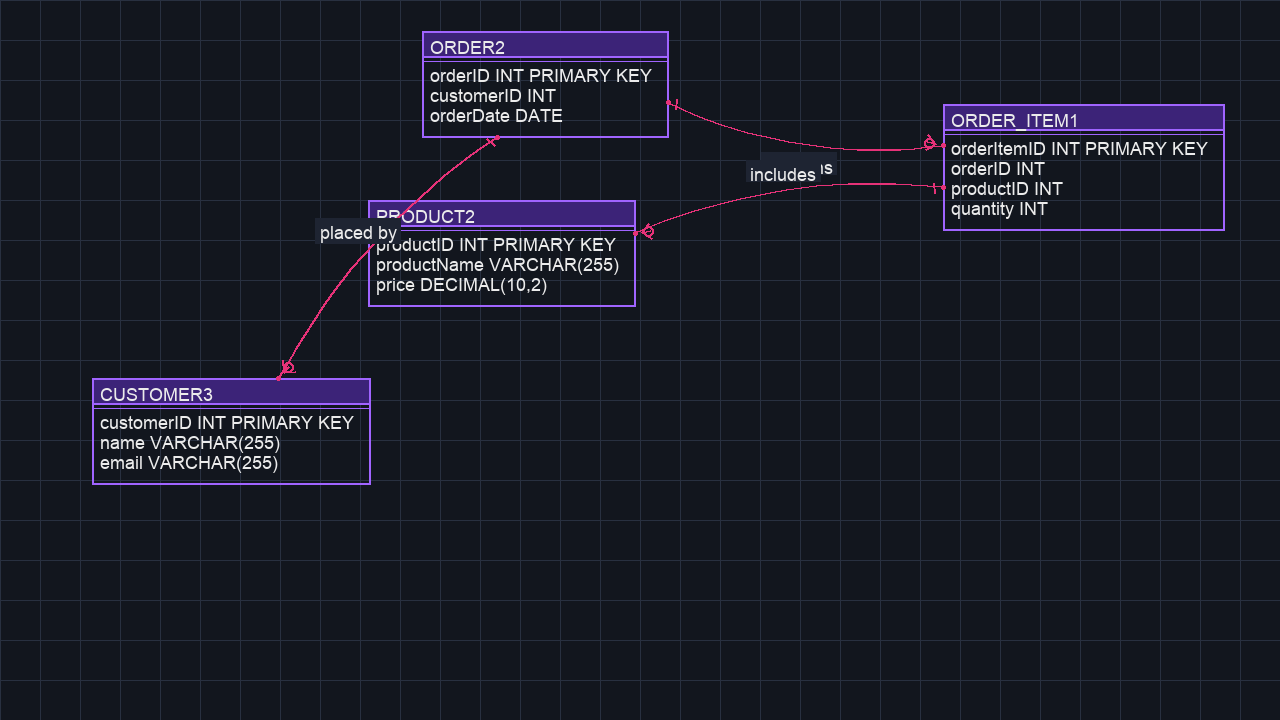 ORDER2
orderID INT PRIMARY KEY
customerID INT
orderDate DATE
ORDER_ITEM1
orderItemID INT PRIMARY KEY
orderID INT
productID INT
quantity INT
includes
PRODUCT2
productID INT PRIMARY KEY
productName VARCHAR(255)
price DECIMAL(10,2)
placed by
CUSTOMER3
customerID INT PRIMARY KEY
name VARCHAR(255)
email VARCHAR(255)